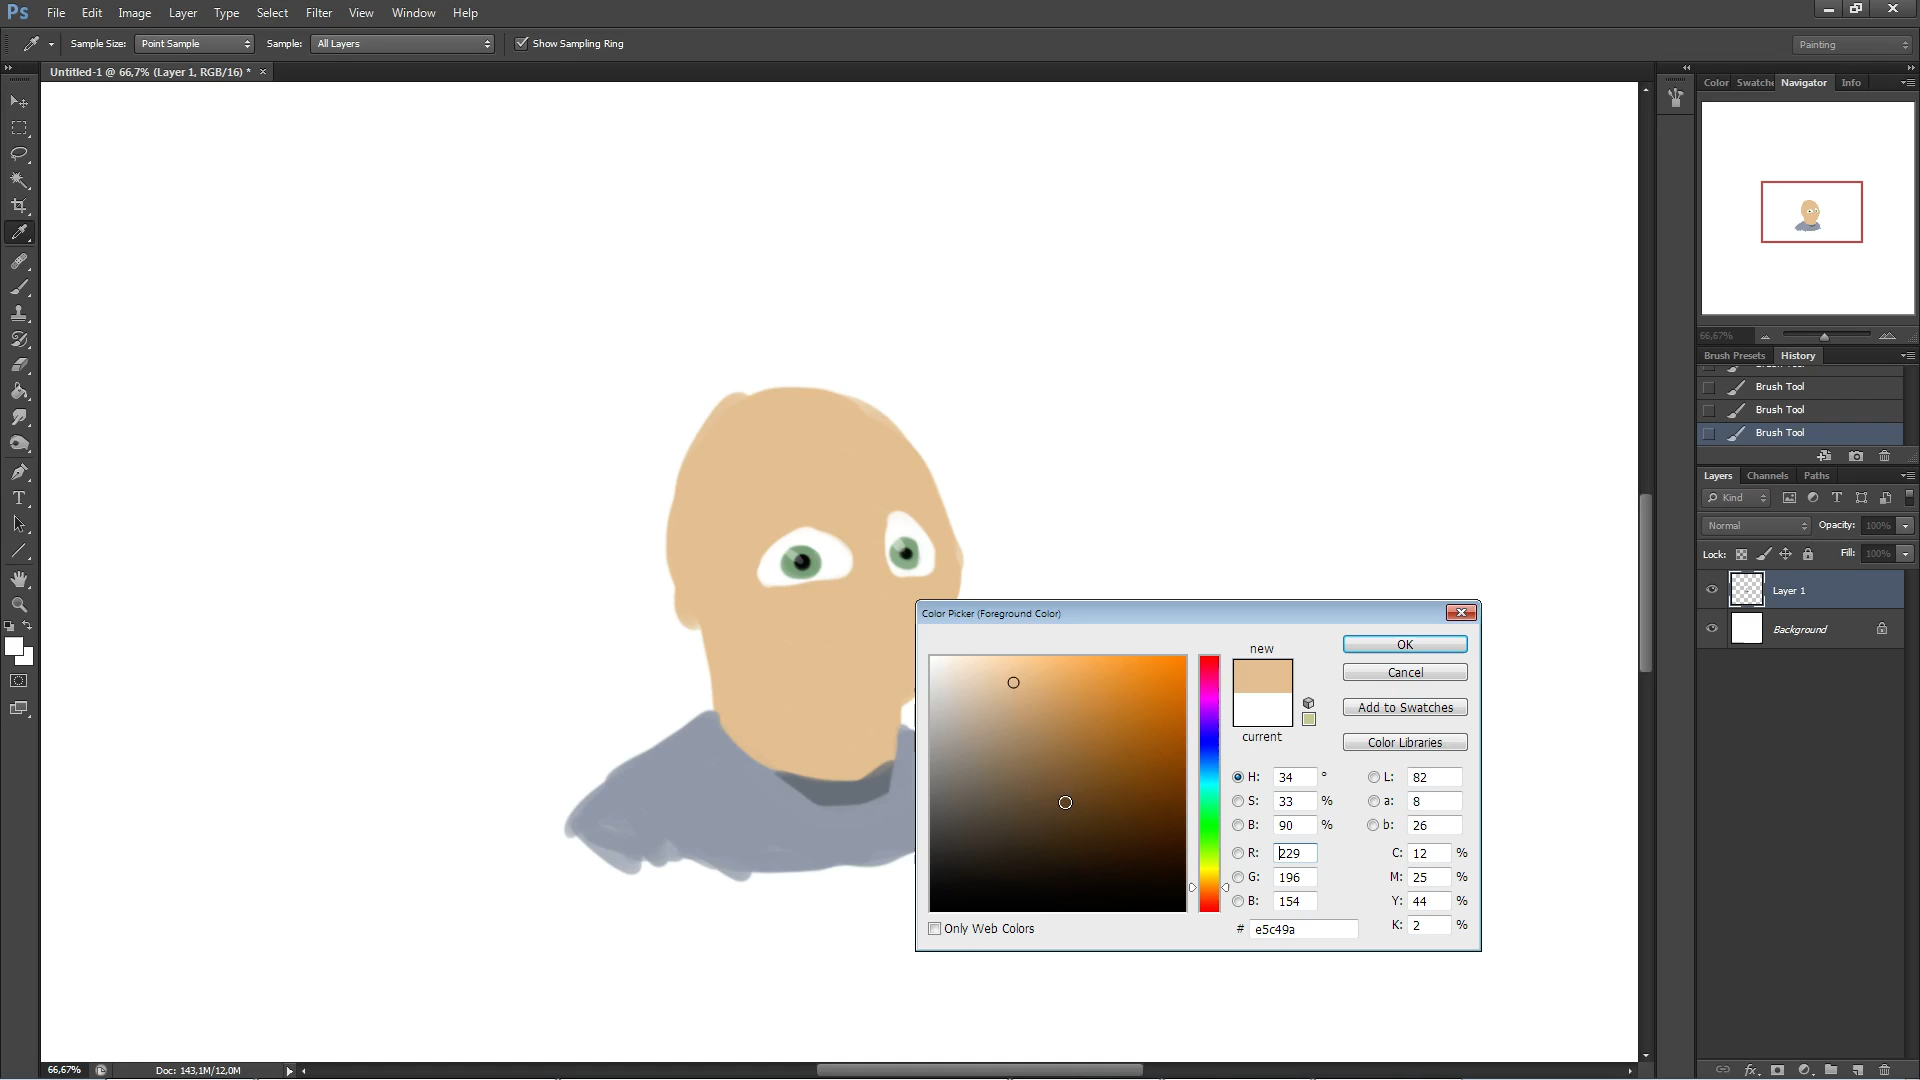 Ps File Edit Image Layer Type Select Filter View Window Help
Sample Size: Point Sample Sample: All Layers Show Sampling Ring Painting
Untitled-1 @ 66,7% (Layer 1, RGB/16) * ×
Color Swatche Navigator Info
66,67%
Brush Presets History
Brush Tool
Brush Tool
Brush Tool
Layers Channels Paths
Kind
Normal Opacity: 100%
Lock: Fill: 100%
Layer 1
Background
Color Picker (Foreground Color)
new
current
OK
Cancel
Add to Swatches
Color Libraries
H: 34 ° L: 82
S: 33 % a: 8
B: 90 % b: 26
R: 229 C: 12 %
G: 196 M: 25 %
B: 154 Y: 44 %
# e5c49a K: 2 %
Only Web Colors
66,67% Doc: 143,1M/12,0M
fx